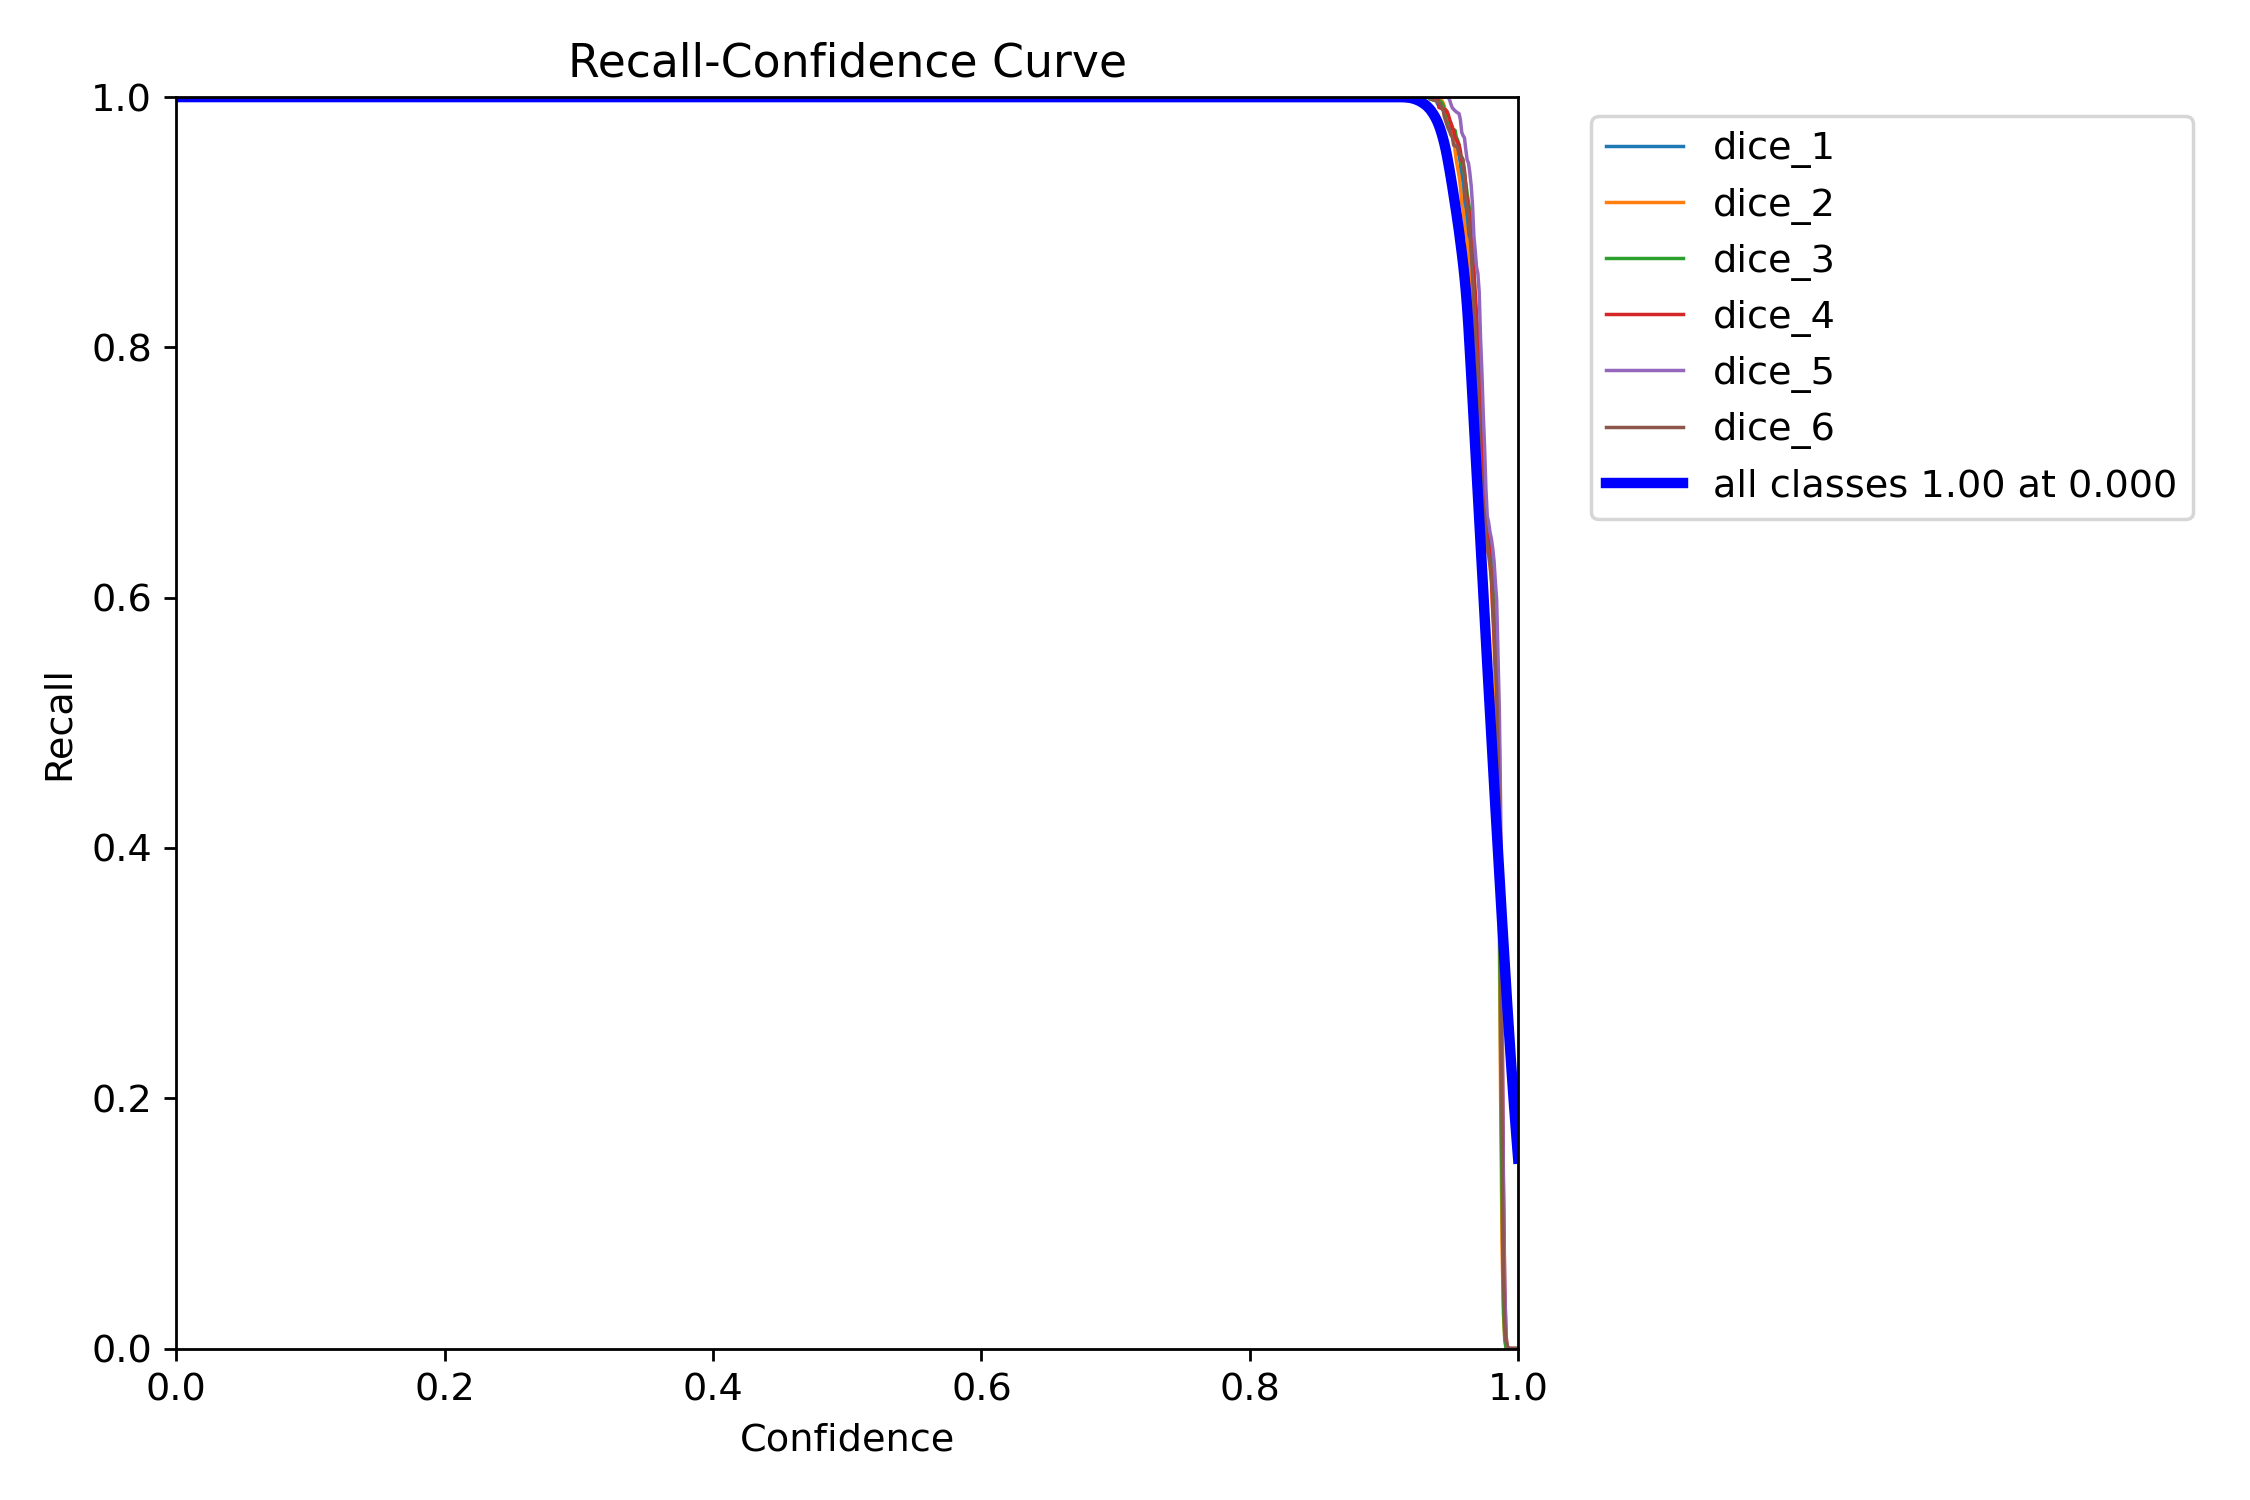 Recall-Confidence Curve
1.0
0.8
0.6
0.4
0.2
0.0
Recall
0.0 0.2 0.4 0.6 0.8 1.0
Confidence
dice_1
dice_2
dice_3
dice_4
dice_5
dice_6
all classes 1.00 at 0.000